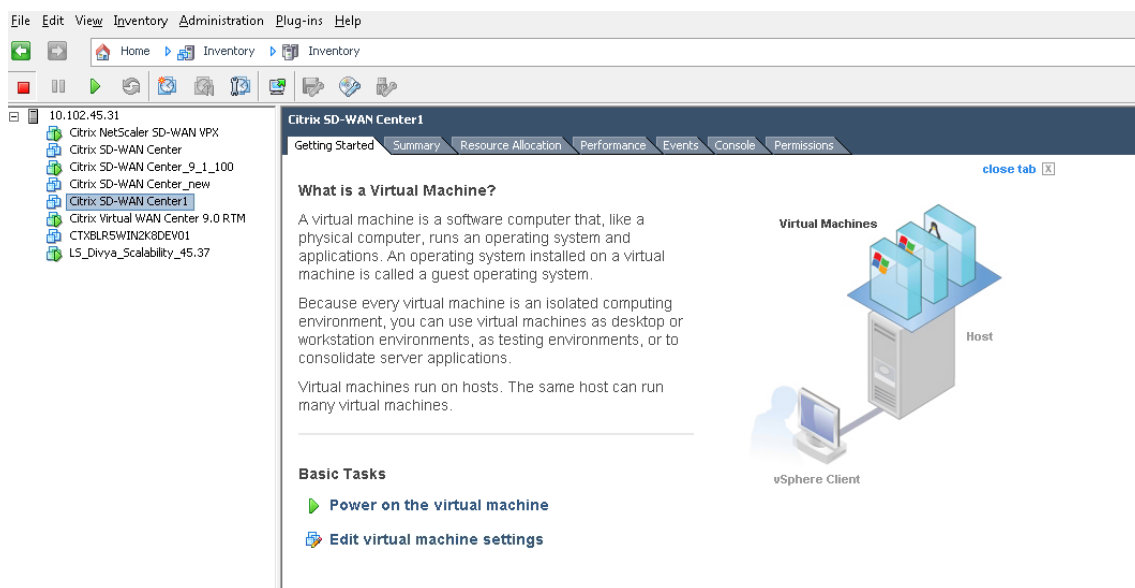 File Edit View Inventory Administration Plug-ins Help
Home Inventory Inventory
10.102.45.31
Citrix NetScaler SD-WAN VPX
Citrix SD-WAN Center
Citrix SD-WAN Center_9_1_100
Citrix SD-WAN Center_new
Citrix SD-WAN Center1
Citrix Virtual WAN Center 9.0 RTM
CTXBLR5WIN2K8DEV01
LS_Divya_Scalability_45.37
Citrix SD-WAN Center1
Getting Started Summary Resource Allocation Performance Events Console Permissions
close tab X
What is a Virtual Machine?
A virtual machine is a software computer that, like a
physical computer, runs an operating system and
applications. An operating system installed on a virtual
machine is called a guest operating system.
Because every virtual machine is an isolated computing
environment, you can use virtual machines as desktop or
workstation environments, as testing environments, or to
consolidate server applications.
Virtual machines run on hosts. The same host can run
many virtual machines.
Basic Tasks
Power on the virtual machine
Edit virtual machine settings
Virtual Machines
Host
vSphere Client